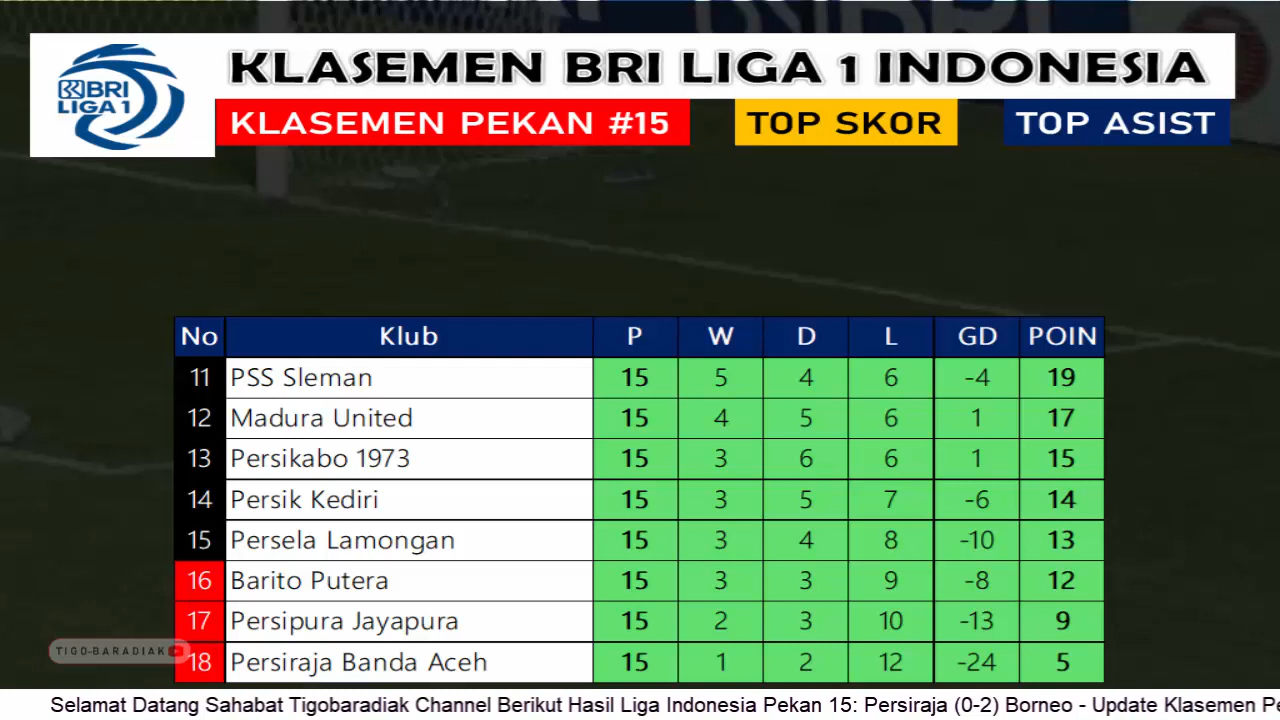 KLASEMEN BRI LIGA 1 INDONESIA
BRI
LIGA 1
KLASEMEN PEKAN #15 TOP SKOR TOP ASIST
No Klub P W D L GD POIN
11 PSS Sleman 15 5 4 6 -4 19
12 Madura United 15 4 5 6 1 17
13 Persikabo 1973 15 3 6 6 1 15
14 Persik Kediri 15 3 5 7 -6 14
15 Persela Lamongan 15 3 4 8 -10 13
16 Barito Putera 15 3 3 9 -8 12
17 Persipura Jayapura 15 2 3 10 -13 9
TIGO-BARADIAK
18 Persiraja Banda Aceh 15 1 2 12 -24 5
Selamat Datang Sahabat Tigobaradiak Channel Berikut Hasil Liga Indonesia Pekan 15: Persiraja (0-2) Borneo - Update Klasemen Pe